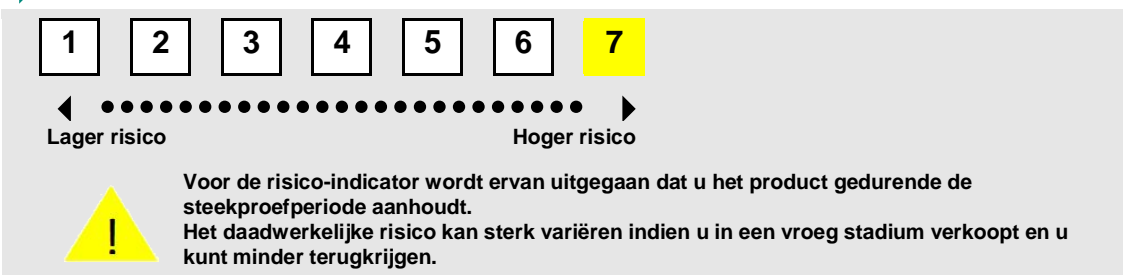 1 2 3 4 5 6 7
Lager risico Hoger risico
!
Voor de risico-indicator wordt ervan uitgegaan dat u het product gedurende de
steekproefperiode aanhoudt.
Het daadwerkelijke risico kan sterk variëren indien u in een vroeg stadium verkoopt en u
kunt minder terugkrijgen.